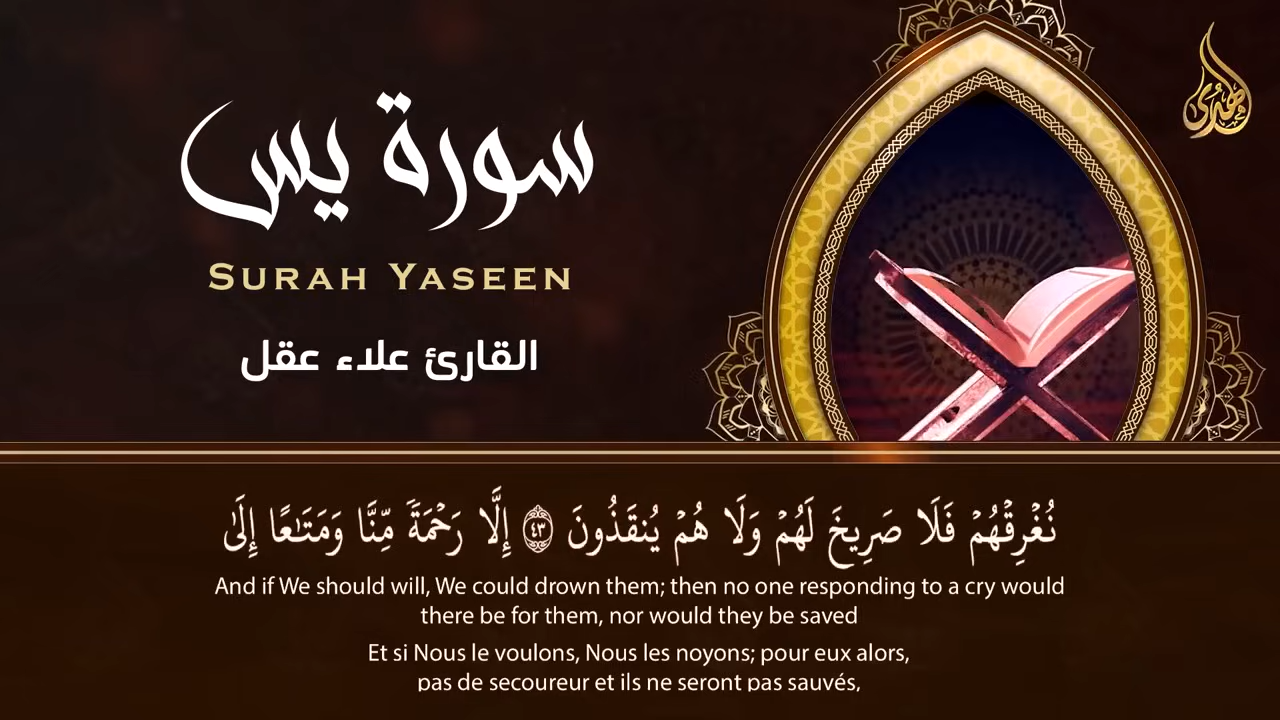 سورة يس
SURAH YASEEN
القارئ علاء عقل
الهدى
نُغْرِقْهُمْ فَلَا صَرِيخَ لَهُمْ وَلَا هُمْ يُنقَذُونَ ٤٣ إِلَّا رَحْمَةً مِّنَّا وَمَتَـٰعًا إِلَىٰ
And if We should will, We could drown them; then no one responding to a cry would
there be for them, nor would they be saved
Et si Nous le voulons, Nous les noyons; pour eux alors,
pas de secoureur et ils ne seront pas sauvés,